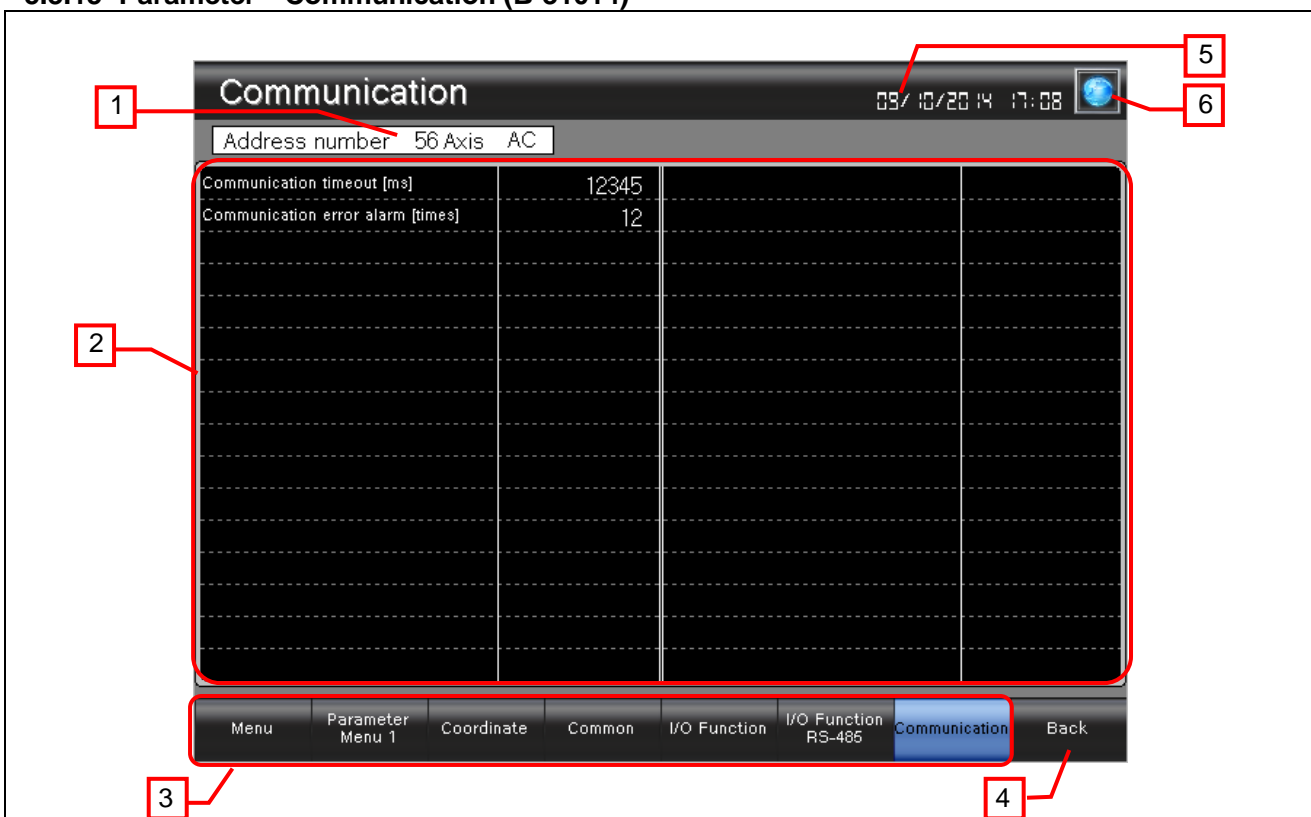 Parameter Communication
5
Communication 09/10/2014 17:08
1
6
Address number 56 Axis AC
Communication timeout [ms] 12345
Communication error alarm [times] 12
2
Menu Parameter Menu 1 Coordinate Common I/O Function I/O Function RS-485 Communication Back
3
4